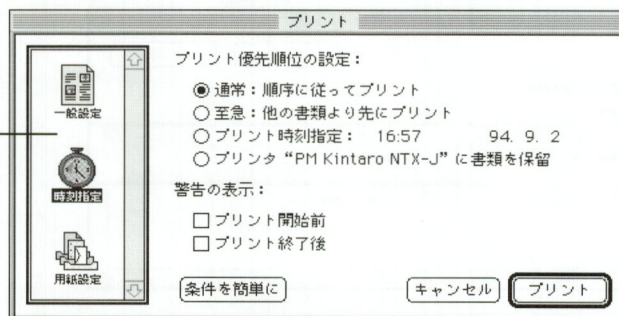 プリント
一般設定
時刻指定
用紙設定
プリント優先順位の設定：
通常：順序に従ってプリント
至急：他の書類より先にプリント
プリント時刻指定： 16:57 94. 9. 2
プリンタ“PM Kintaro NTX-J”に書類を保留
警告の表示：
プリント開始前
プリント終了後
条件を簡単に
キャンセル
プリント